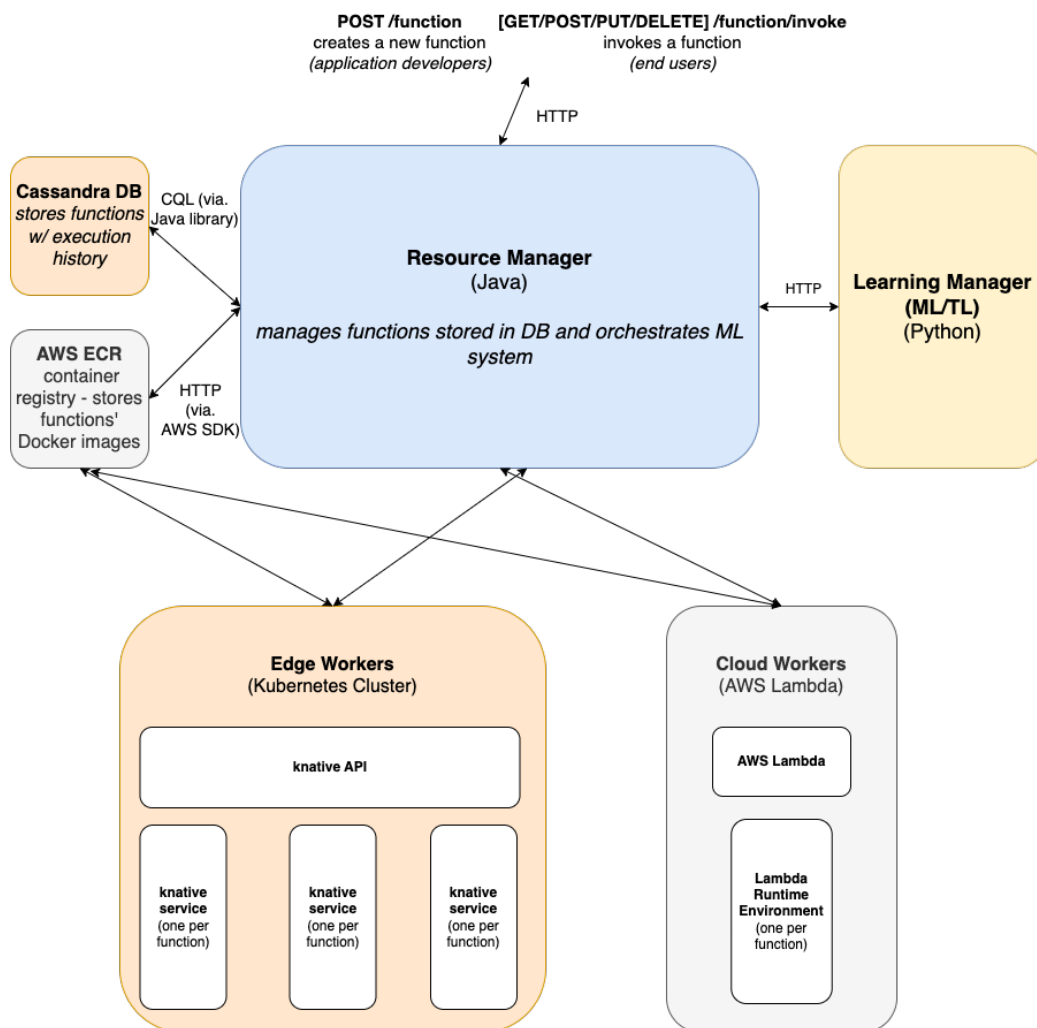 POST /function
creates a new function
(application developers)
[GET/POST/PUT/DELETE] /function/invoke
invokes a function
(end users)
HTTP
Cassandra DB
stores functions
w/ execution
history
CQL (via.
Java library)
Resource Manager
(Java)
manages functions stored in DB and orchestrates ML
system
HTTP
Learning Manager
(ML/TL)
(Python)
AWS ECR
container
registry - stores
functions'
Docker images
HTTP
(via.
AWS SDK)
Edge Workers
(Kubernetes Cluster)
knative API
knative
service
(one per
function)
knative
service
(one per
function)
knative
service
(one per
function)
Cloud Workers
(AWS Lambda)
AWS Lambda
Lambda
Runtime
Environment
(one per
function)